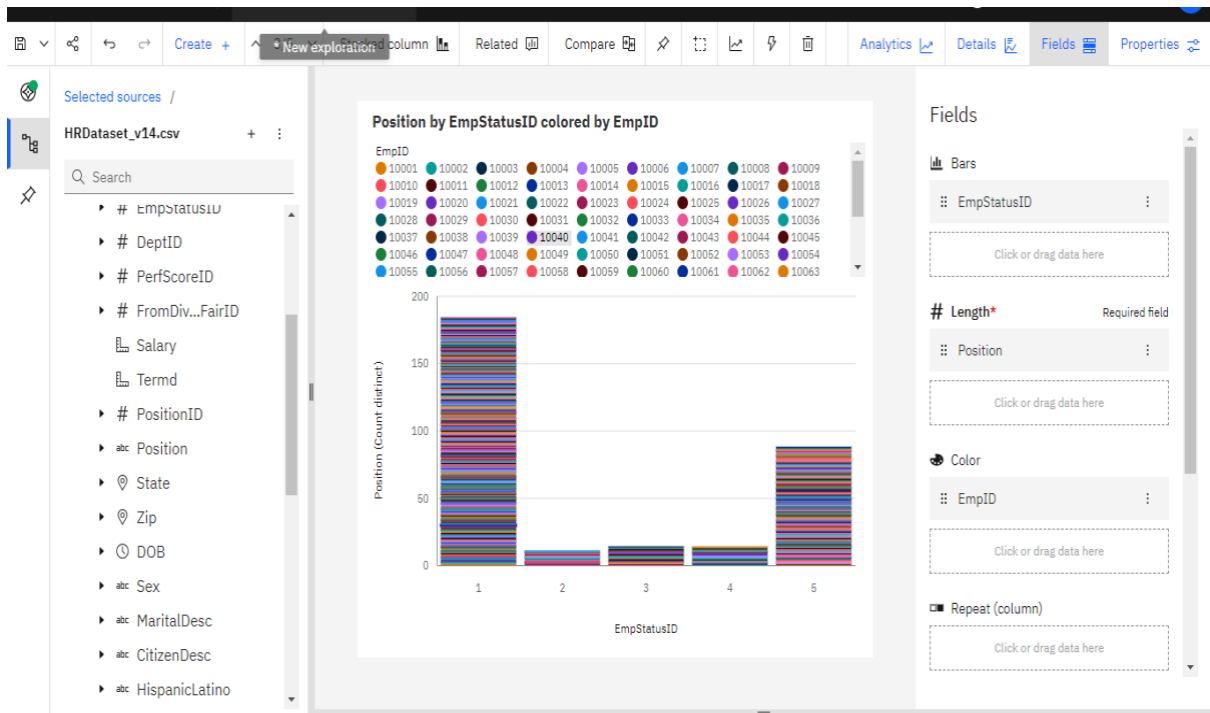 Create +
* New exploration
column
Related
Compare
Analytics
Details
Fields
Properties
Selected sources /
HRDataset_v14.csv
+
Search
# EmpStatusID
# DeptID
# PerfScoreID
# FromDiv...FairID
Salary
Termd
# PositionID
abc Position
State
Zip
DOB
abc Sex
abc MaritalDesc
abc CitizenDesc
abc HispanicLatino
Position by EmpStatusID colored by EmpID
EmpID
10001 10002 10003 10004 10005 10006 10007 10008 10009
10010 10011 10012 10013 10014 10015 10016 10017 10018
10019 10020 10021 10022 10023 10024 10025 10026 10027
10028 10029 10030 10031 10032 10033 10034 10035 10036
10037 10038 10039 10040 10041 10042 10043 10044 10045
10046 10047 10048 10049 10050 10051 10052 10053 10054
10055 10056 10057 10058 10059 10060 10061 10062 10063
Position (Count distinct)
200
150
100
50
0
1 2 3 4 5
EmpStatusID
Fields
Bars
EmpStatusID
Click or drag data here
# Length* Required field
Position
Click or drag data here
Color
EmpID
Click or drag data here
Repeat (column)
Click or drag data here